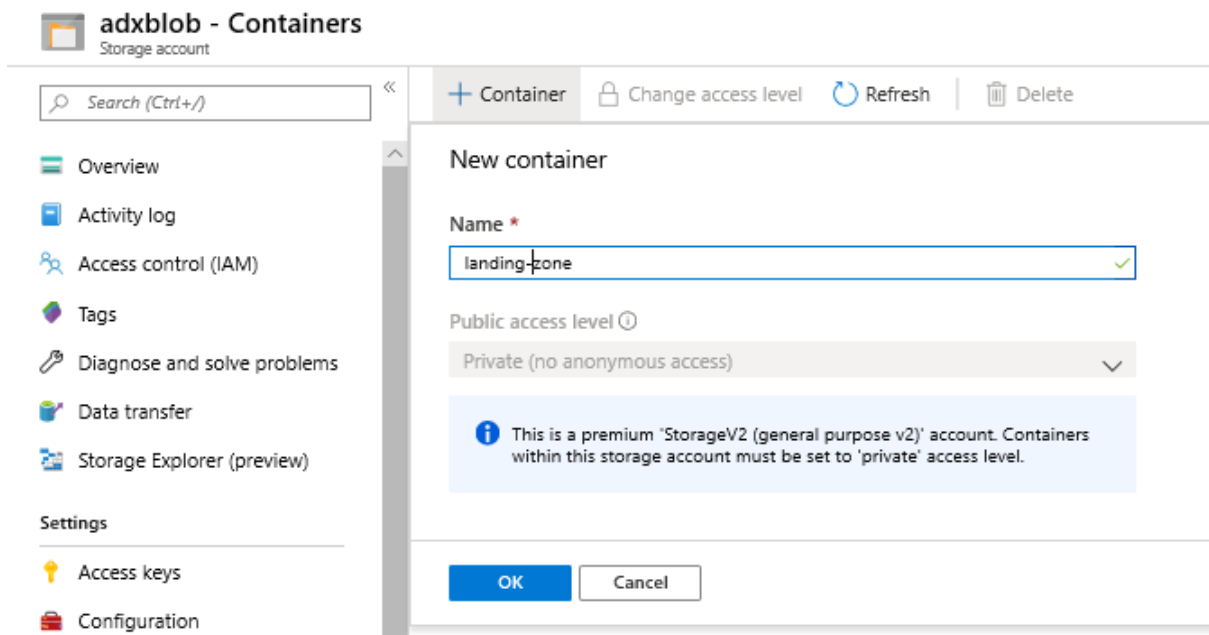 adxblob - Containers
Storage account
Search (Ctrl+/)
Overview
Activity log
Access control (IAM)
Tags
Diagnose and solve problems
Data transfer
Storage Explorer (preview)
Settings
Access keys
Configuration
Container
Change access level
Refresh
Delete
New container
Name *
landing-zone
Public access level
Private (no anonymous access)
This is a premium 'StorageV2 (general purpose v2)' account. Containers
within this storage account must be set to 'private' access level.
OK
Cancel